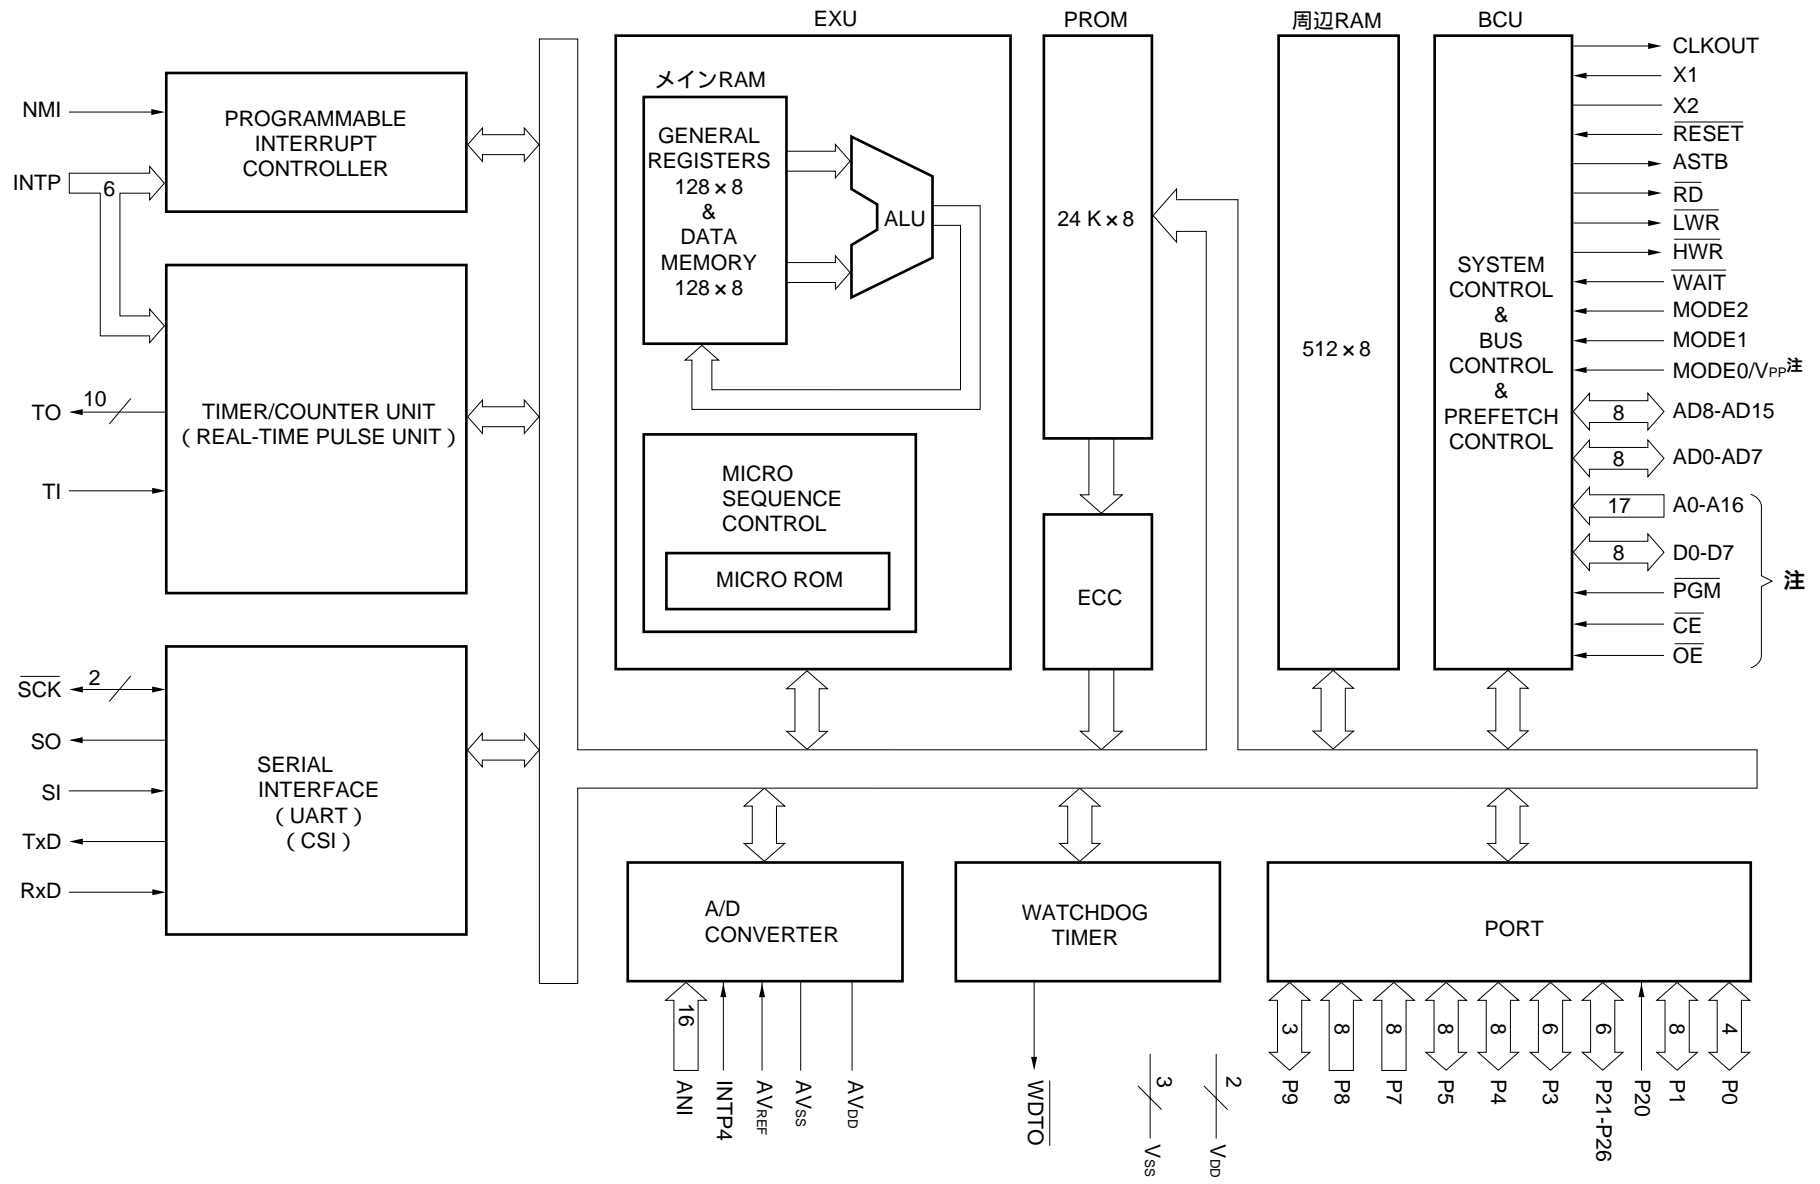 EXU
PROM
周辺RAM
BCU
NMI
INTP
6
PROGRAMMABLE
INTERRUPT
CONTROLLER
TO
10
TI
TIMER/COUNTER UNIT
(REAL-TIME PULSE UNIT)
SCK
2
SO
SI
TxD
RxD
SERIAL
INTERFACE
(UART)
(CSI)
メインRAM
GENERAL
REGISTERS
128×8
&
DATA
MEMORY
128×8
ALU
MICRO
SEQUENCE
CONTROL
MICRO ROM
24 K×8
ECC
512×8
SYSTEM
CONTROL
&
BUS
CONTROL
&
PREFETCH
CONTROL
CLKOUT
X1
X2
RESET
ASTB
RD
LWR
HWR
WAIT
MODE2
MODE1
MODE0/VPP注
8 AD8-AD15
8 AD0-AD7
17 A0-A16
8 D0-D7
PGM
CE
OE
注
A/D
CONVERTER
16
ANI
INTP4
AVREF
AVSS
AVDD
WATCHDOG
TIMER
WDTO
3
VSS
2
VDD
PORT
3
8
8
8
8
6
6
8
4
P9
P8
P7
P5
P4
P3
P21-P26
P20
P1
P0